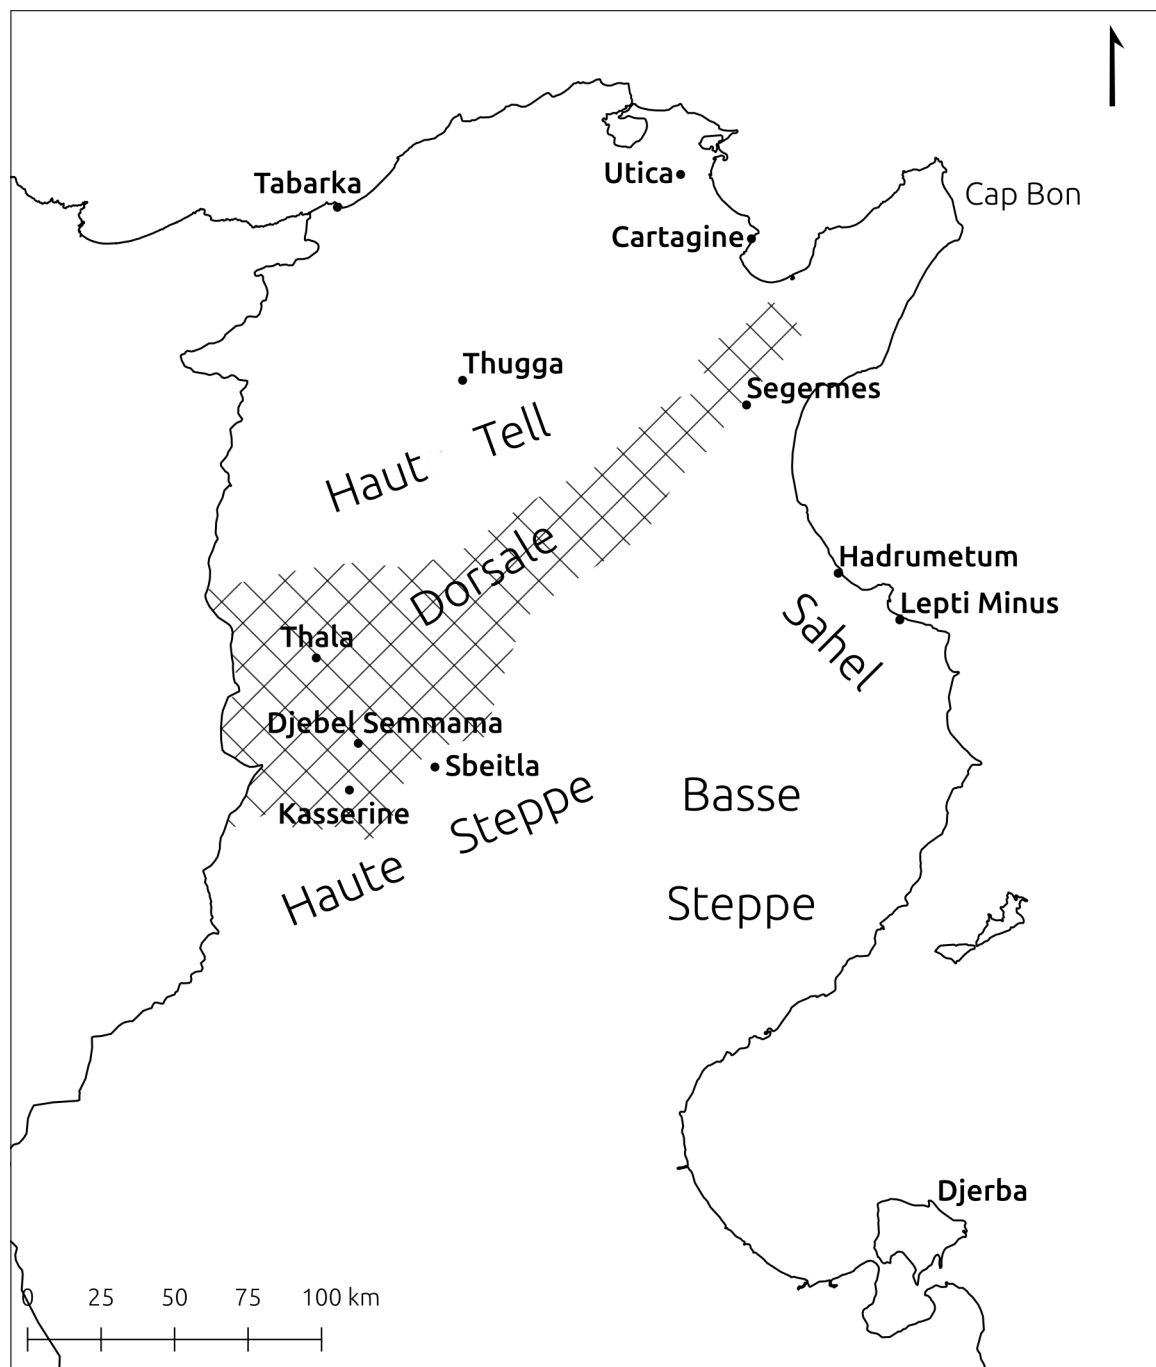 Tabarka
Utica
Cap Bon
Cartagine
Thugga
Segermes
Haut Tell
Dorsale
Hadrumetum
Lepti Minus
Sahel
Thala
Djebel Semmama
Sbeitla
Kasserine
Haute Steppe
Basse
Steppe
Djerba
0 25 50 75 100 km